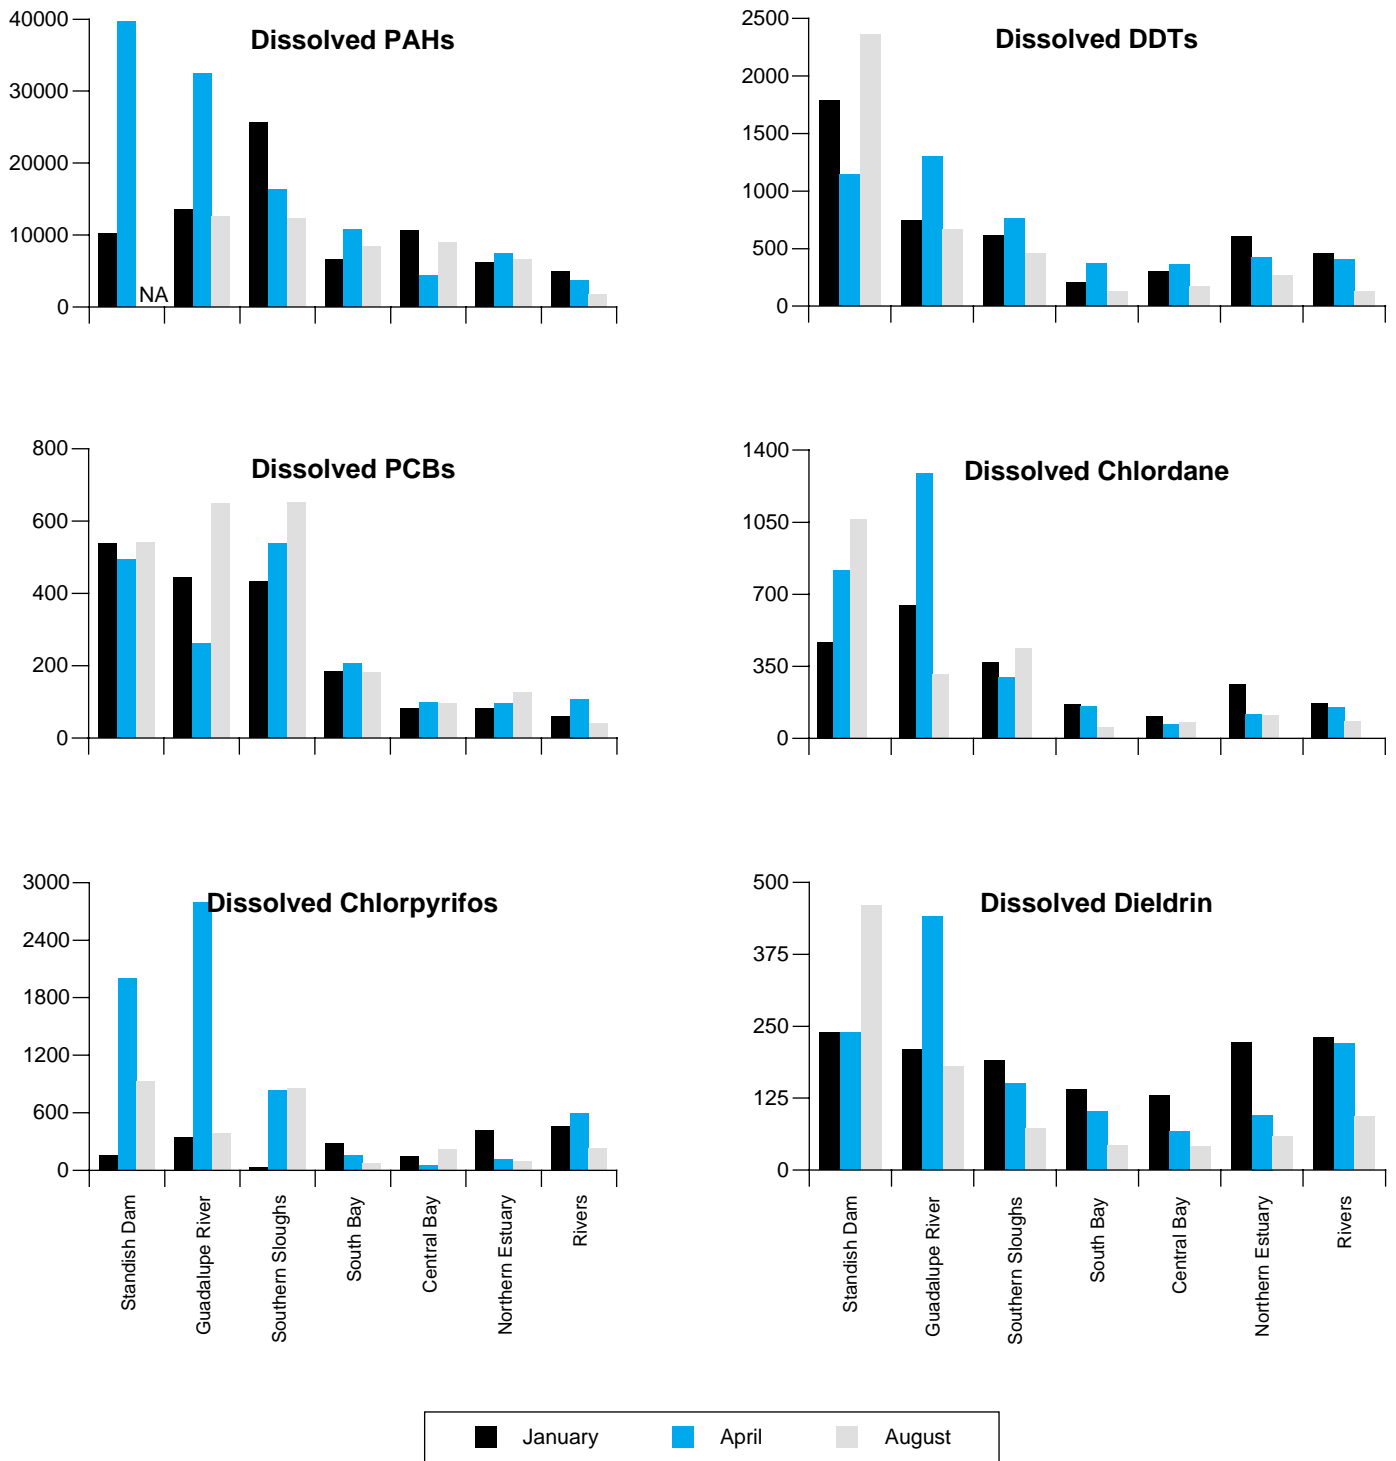 Dissolved PAHs
40000
30000
20000
10000
0
NA
Dissolved DDTs
2500
2000
1500
1000
500
0
Dissolved PCBs
800
600
400
200
0
Dissolved Chlordane
1400
1050
700
350
0
Dissolved Chlorpyrifos
3000
2400
1800
1200
600
0
Standish Dam
Guadalupe River
Southern Sloughs
South Bay
Central Bay
Northern Estuary
Rivers
Dissolved Dieldrin
500
375
250
125
0
Standish Dam
Guadalupe River
Southern Sloughs
South Bay
Central Bay
Northern Estuary
Rivers
January April August